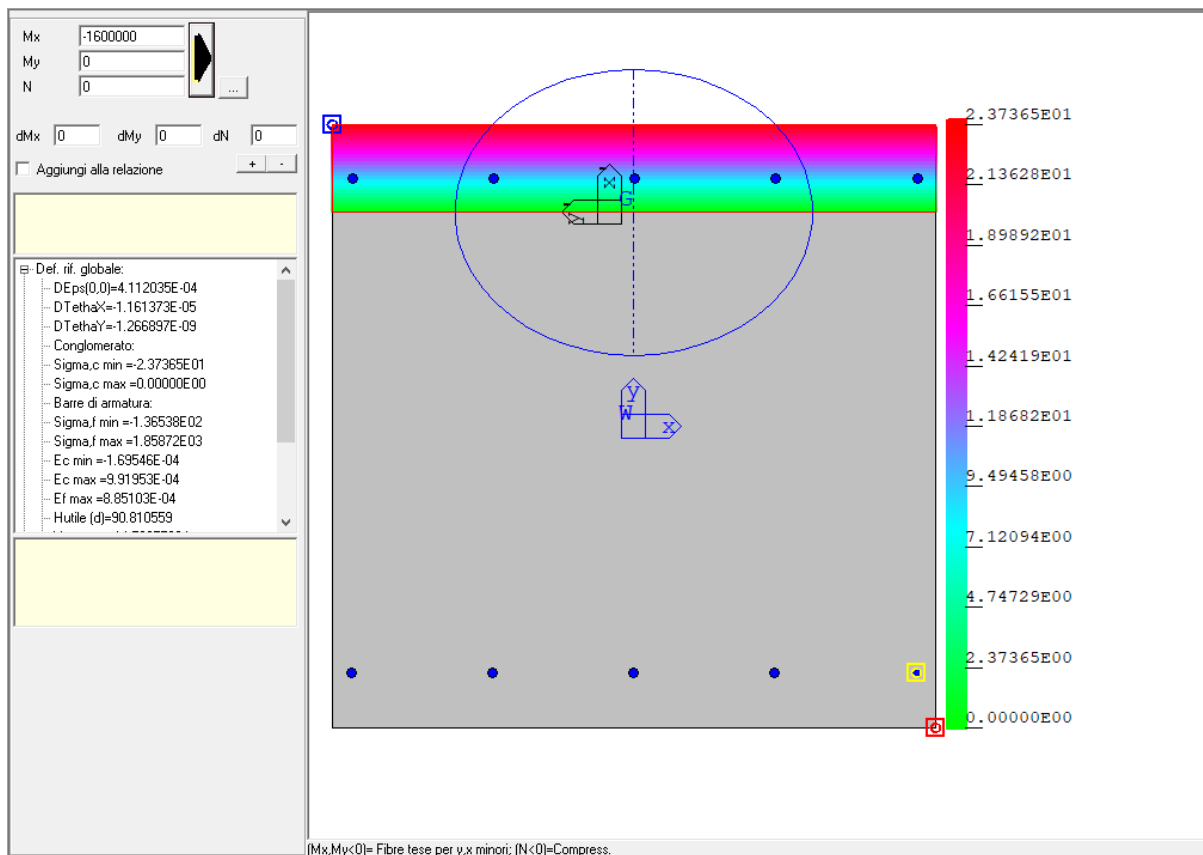 Mx -1600000
My 0
N 0
...
dMx 0 dMy 0 dN 0
Aggiungi alla relazione + -
Def. rif. globale:
DEps(0,0)=4.112035E-04
DTethaX=-1.161373E-05
DTethaY=-1.266897E-09
Conglomerato:
Sigma,c min =-2.37365E01
Sigma,c max =0.00000E00
Barre di armatura:
Sigma,f min =-1.36538E02
Sigma,f max =1.85872E03
Ec min =-1.69546E-04
Ec max =9.91953E-04
Ef max =8.85103E-04
Hutile (d)=90.810559
x
y
G
y
W
x
2.37365E01
2.13628E01
1.89892E01
1.66155E01
1.42419E01
1.18682E01
9.49458E00
7.12094E00
4.74729E00
2.37365E00
0.00000E00
(Mx,My<0)= Fibre tese per y,x minori; (N<0)=Compress.